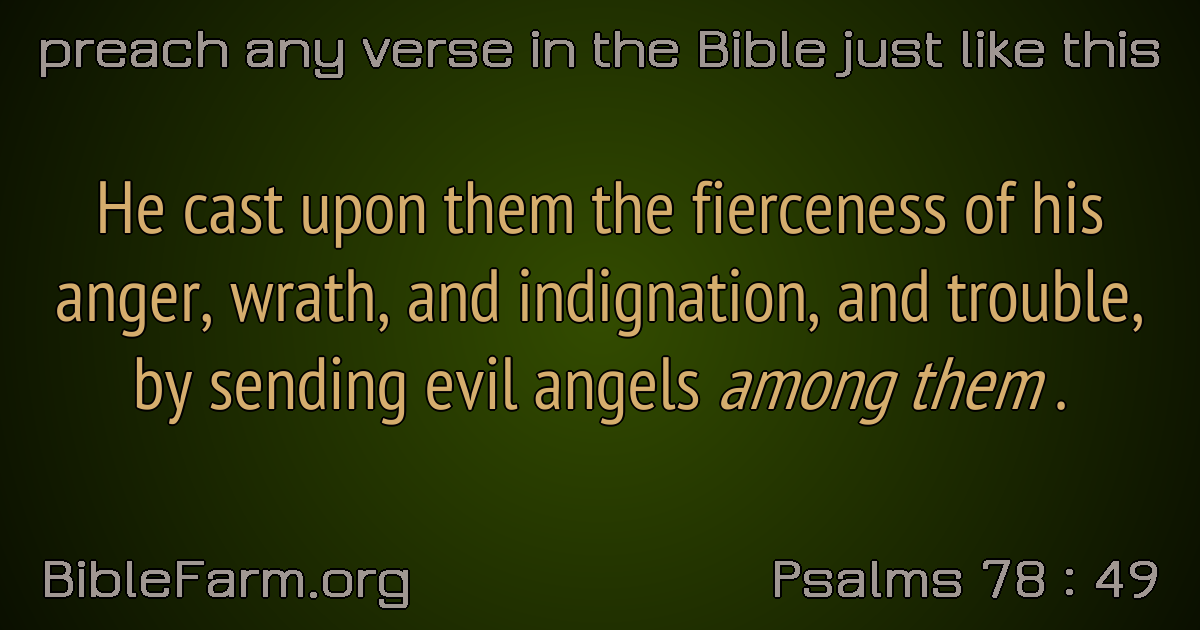 preach any verse in the Bible just like this
He cast upon them the fierceness of his
anger, wrath, and indignation, and trouble,
by sending evil angels among them .
BibleFarm.org
Psalms 78 : 49